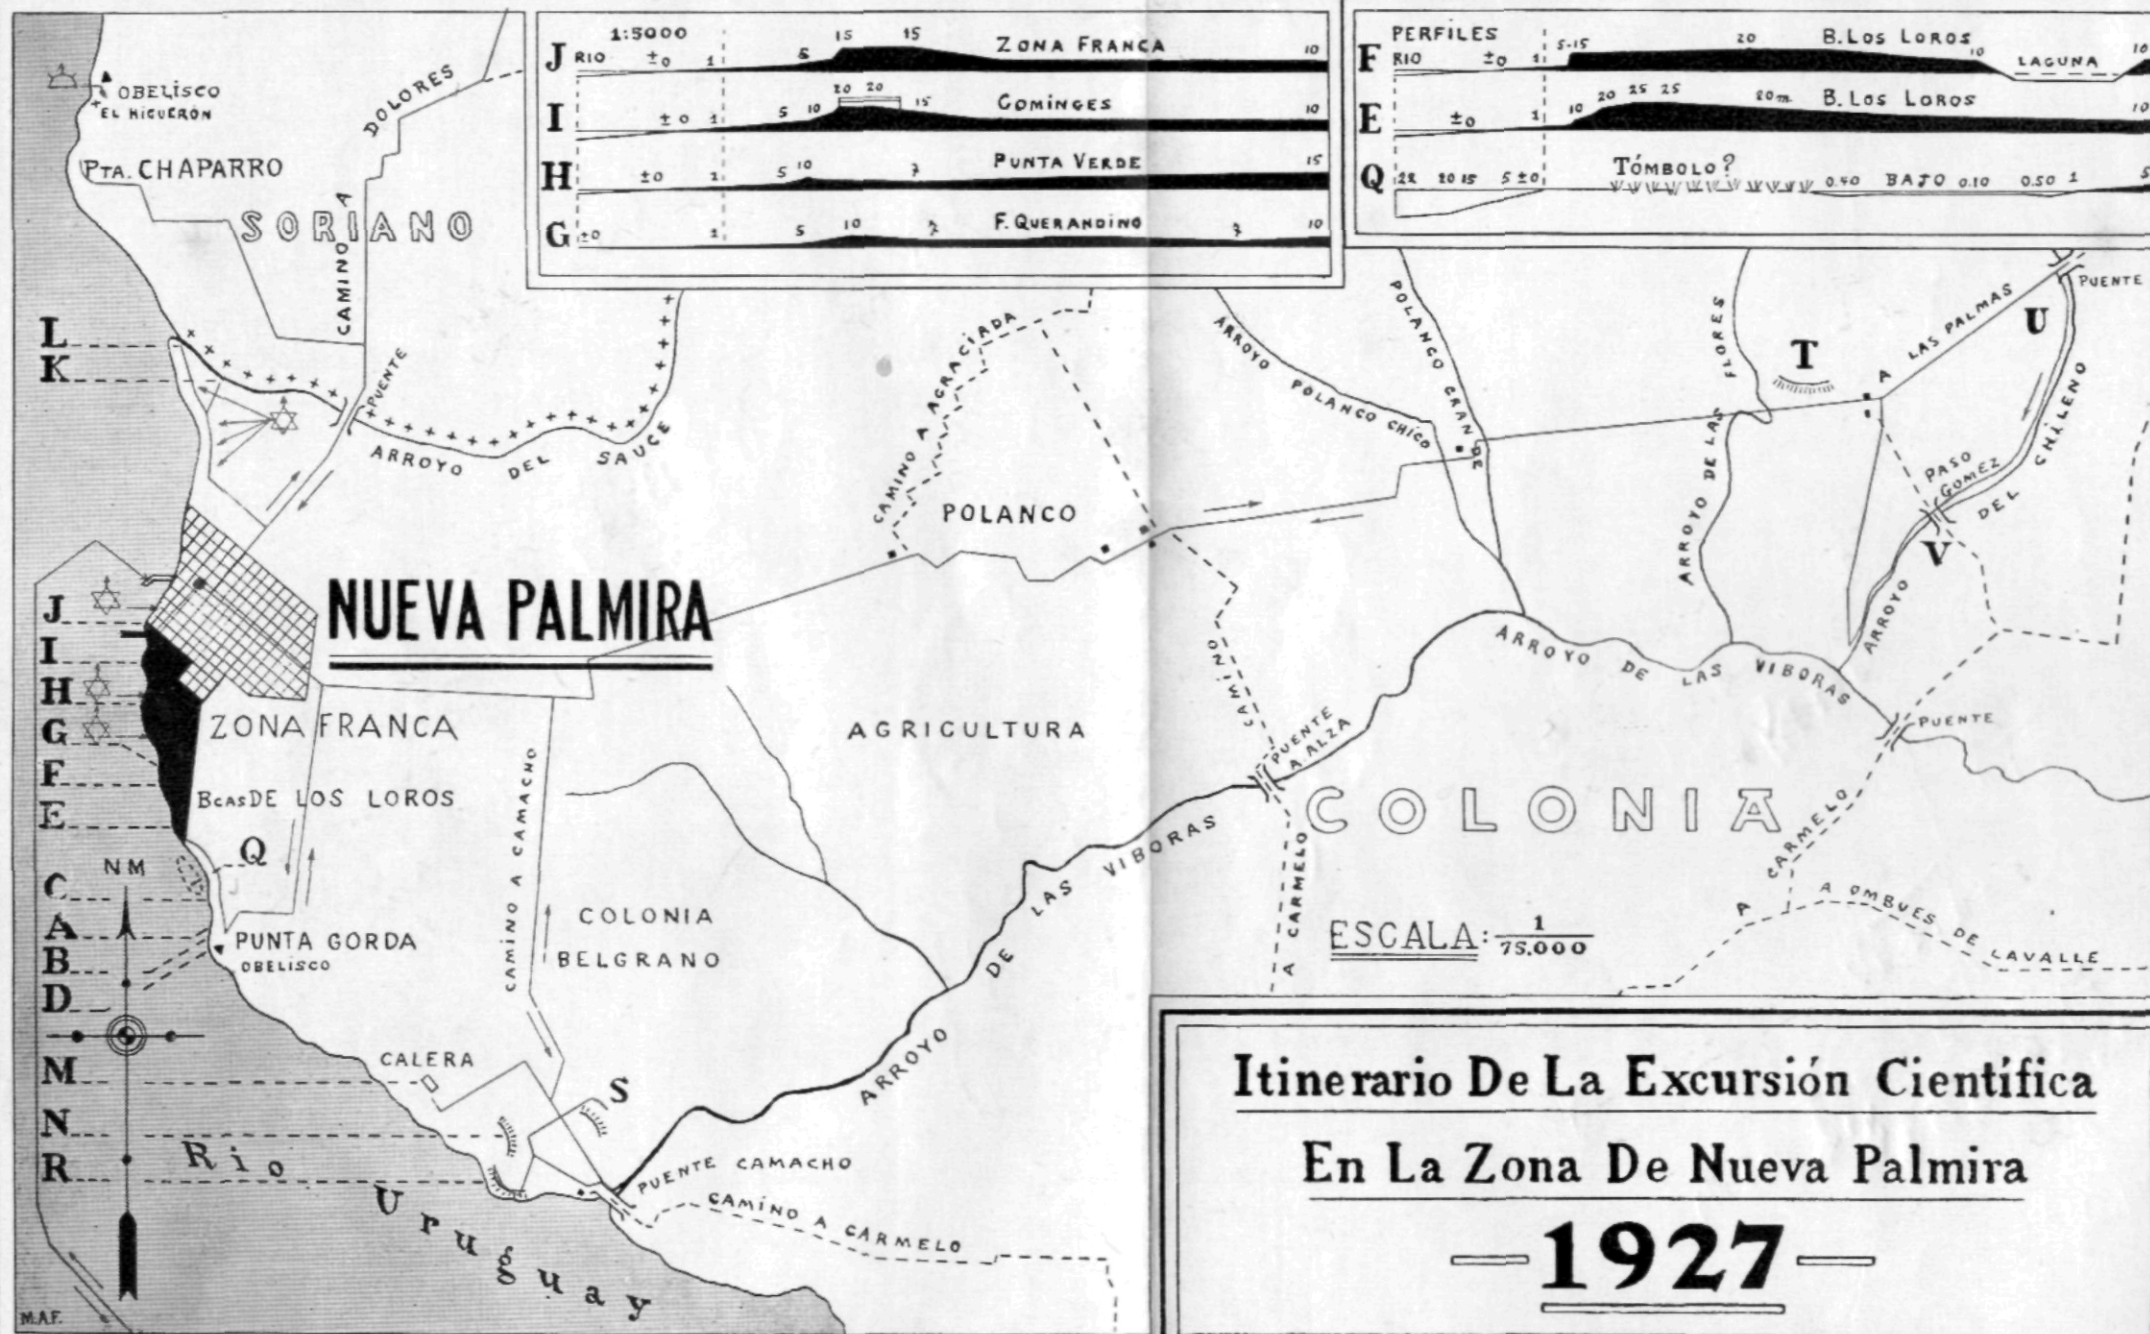 J RIO 1:5000 ±0 1 5 15 15 ZONA FRANCA 10
I ±0 1 5 10 20 20 15 COMINGES 10
H ±0 1 5 10 7 PUNTA VERDE 15
G ±0 1 5 10 7 F. QUERANDINO 7 10
PERFILES
F RIO ±0 1 5-15 20 B. LOS LOROS 10 LAGUNA 10
E ±0 1 10 20 25 25 20m B. LOS LOROS 10
Q 22 20 15 5 ±0 TÓMBOLO? 0.40 BAJO 0.10 0.50 1 5
OBELISCO
EL HIGUERÓN
PTA. CHAPARRO
SORIANO
CAMINO A DOLORES
L
K
PUENTE
ARROYO DEL SAUCE
CAMINO A AGRACIADA
POLANCO
ARROYO POLANCO CHICO
POLANCO GRANDE
ARROYO DE LAS FLORES
T
A LAS PALMAS
PUENTE
U
PASO GOMEZ
V
ARROYO DEL CHILENO
NUEVA PALMIRA
J
I
H
G
F
E
ZONA FRANCA
BCAS DE LOS LOROS
Q
NM
C
A
B
D
PUNTA GORDA
OBELISCO
CAMINO A CAMACHO
COLONIA
BELGRANO
AGRICULTURA
CAMINO
PUENTE
A. ALZA
A CARMELO
ARROYO DE LAS VIBORAS
ARROYO DE LAS VIBORAS
PUENTE
COLONIA
A CARMELO
A OMBUES DE LAVALLE
ESCALA: 1
75.000
CALERA
M
N
R
S
PUENTE CAMACHO
CAMINO A CARMELO
Rio Uruguay
M.A.F.
Itinerario De La Excursión Científica
En La Zona De Nueva Palmira
—1927—